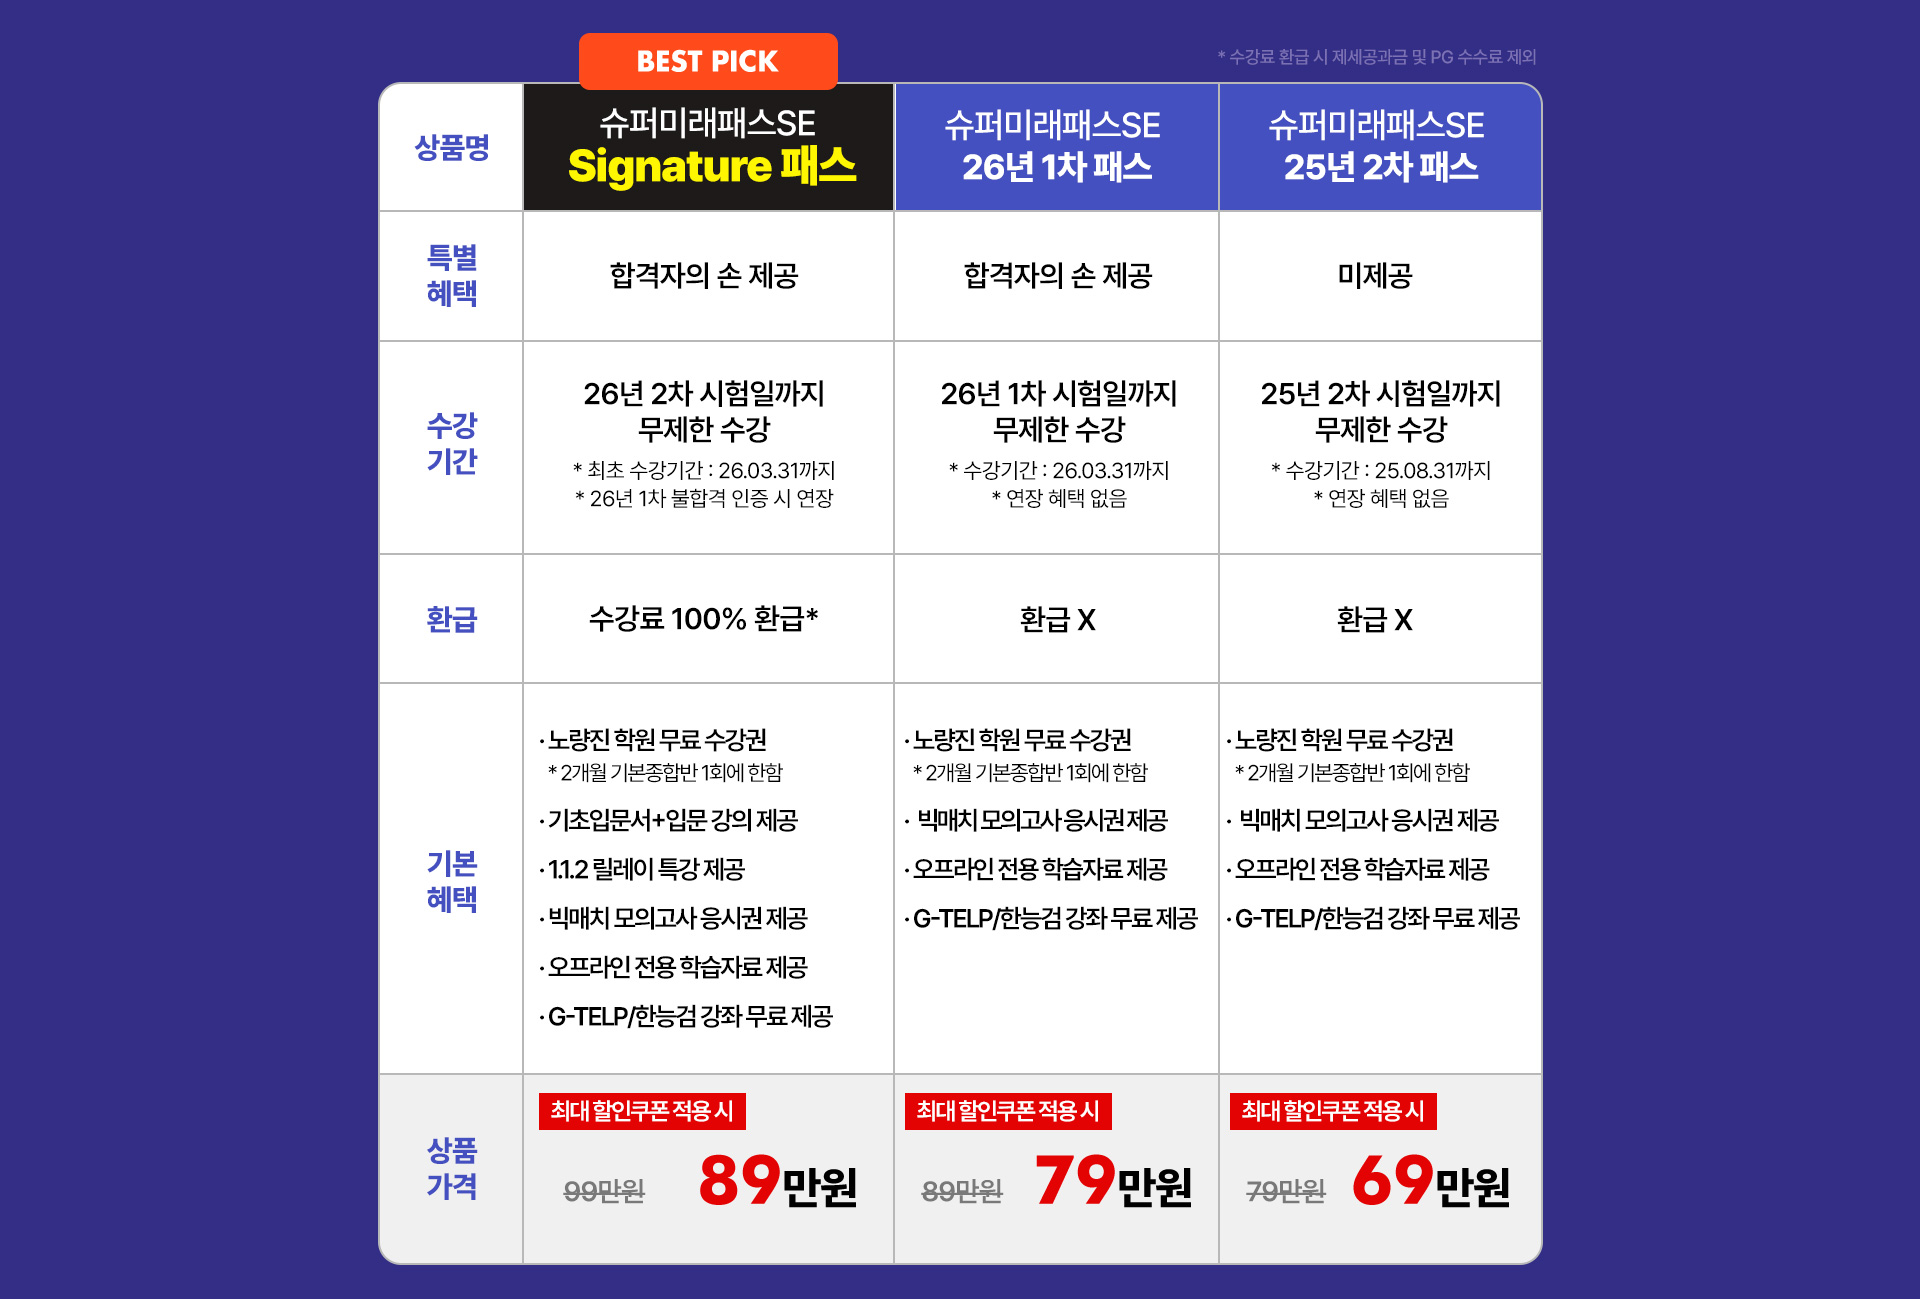 BEST PICK
* 수강료 환급 시 제세공과금 및 PG 수수료 제외
상품명
슈퍼미래패스SE
Signature 패스
슈퍼미래패스SE
26년 1차 패스
슈퍼미래패스SE
25년 2차 패스
특별
혜택
합격자의 손 제공
합격자의 손 제공
미제공
수강
기간
26년 2차 시험일까지
무제한 수강
* 최초 수강기간 : 26.03.31까지
* 26년 1차 불합격 인증 시 연장
26년 1차 시험일까지
무제한 수강
* 수강기간 : 26.03.31까지
* 연장 혜택 없음
25년 2차 시험일까지
무제한 수강
* 수강기간 : 25.08.31까지
* 연장 혜택 없음
환급
수강료 100% 환급*
환급 X
환급 X
기본
혜택
· 노량진 학원 무료 수강권
* 2개월 기본종합반 1회에 한함
· 기초입문서+입문 강의 제공
· 1.1.2 릴레이 특강 제공
· 빅매치 모의고사 응시권 제공
· 오프라인 전용 학습자료 제공
· G-TELP/한능검 강좌 무료 제공
· 노량진 학원 무료 수강권
* 2개월 기본종합반 1회에 한함
· 빅매치 모의고사 응시권 제공
· 오프라인 전용 학습자료 제공
· G-TELP/한능검 강좌 무료 제공
· 노량진 학원 무료 수강권
* 2개월 기본종합반 1회에 한함
· 빅매치 모의고사 응시권 제공
· 오프라인 전용 학습자료 제공
· G-TELP/한능검 강좌 무료 제공
상품
가격
최대 할인쿠폰 적용 시
99만원 89만원
최대 할인쿠폰 적용 시
89만원 79만원
최대 할인쿠폰 적용 시
79만원 69만원